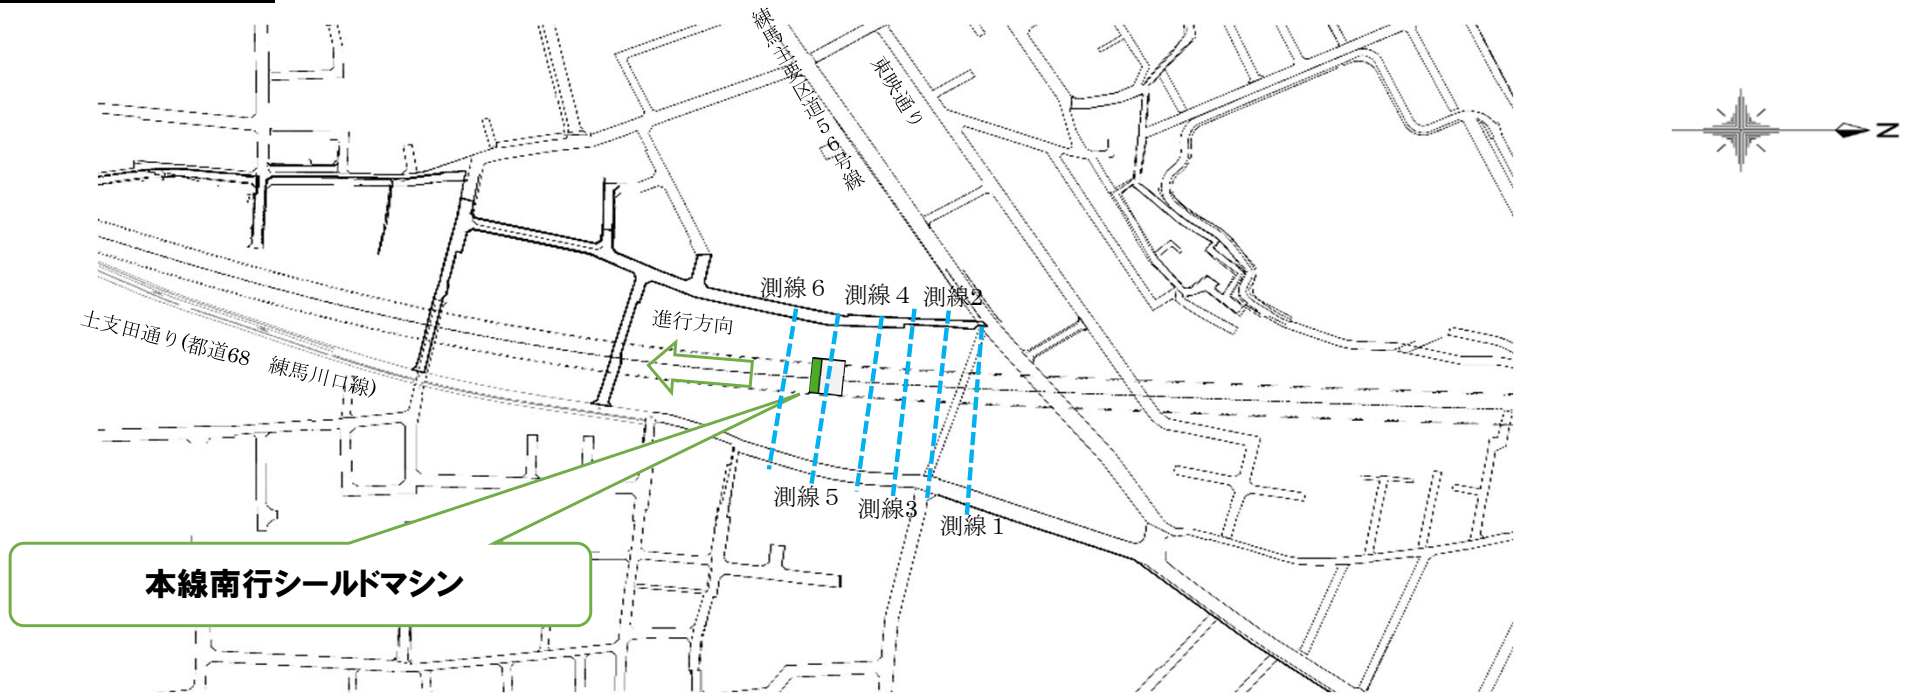 練馬主要区道56号線
東映通り
N
測線6
測線4
測線2
進行方向
土支田通り(都道68 練馬川口線)
測線5
測線3
測線1
本線南行シールドマシン